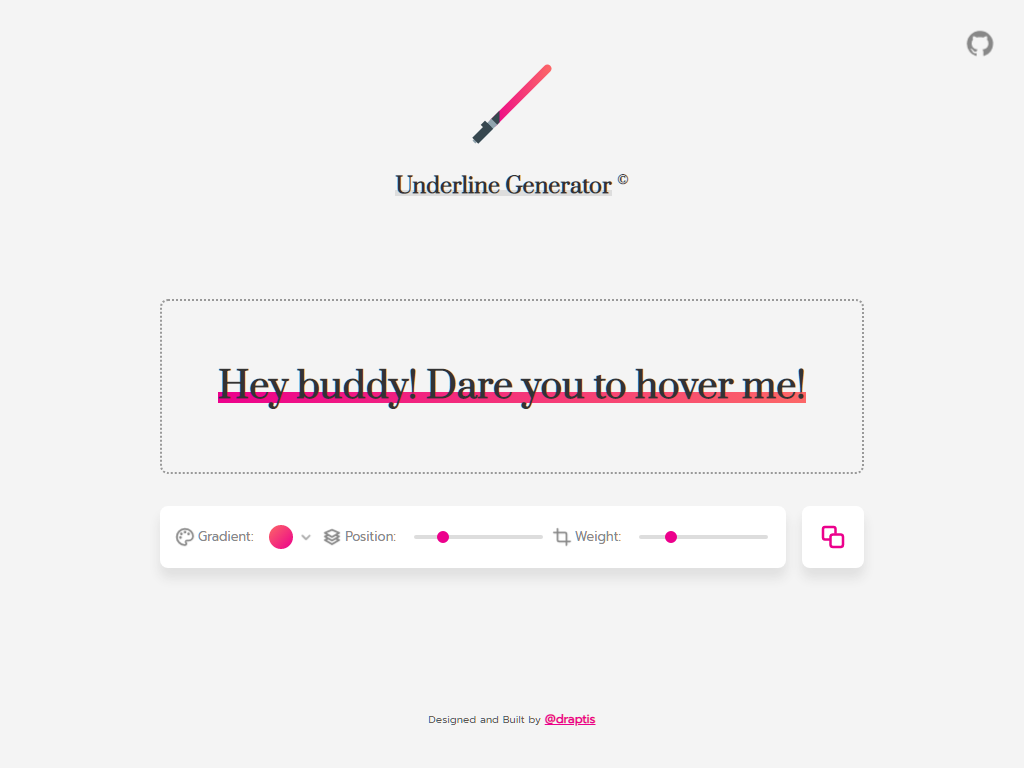 Underline Generator ©
Hey buddy! Dare you to hover me!
Gradient: Position: Weight:
Designed and Built by @draptis